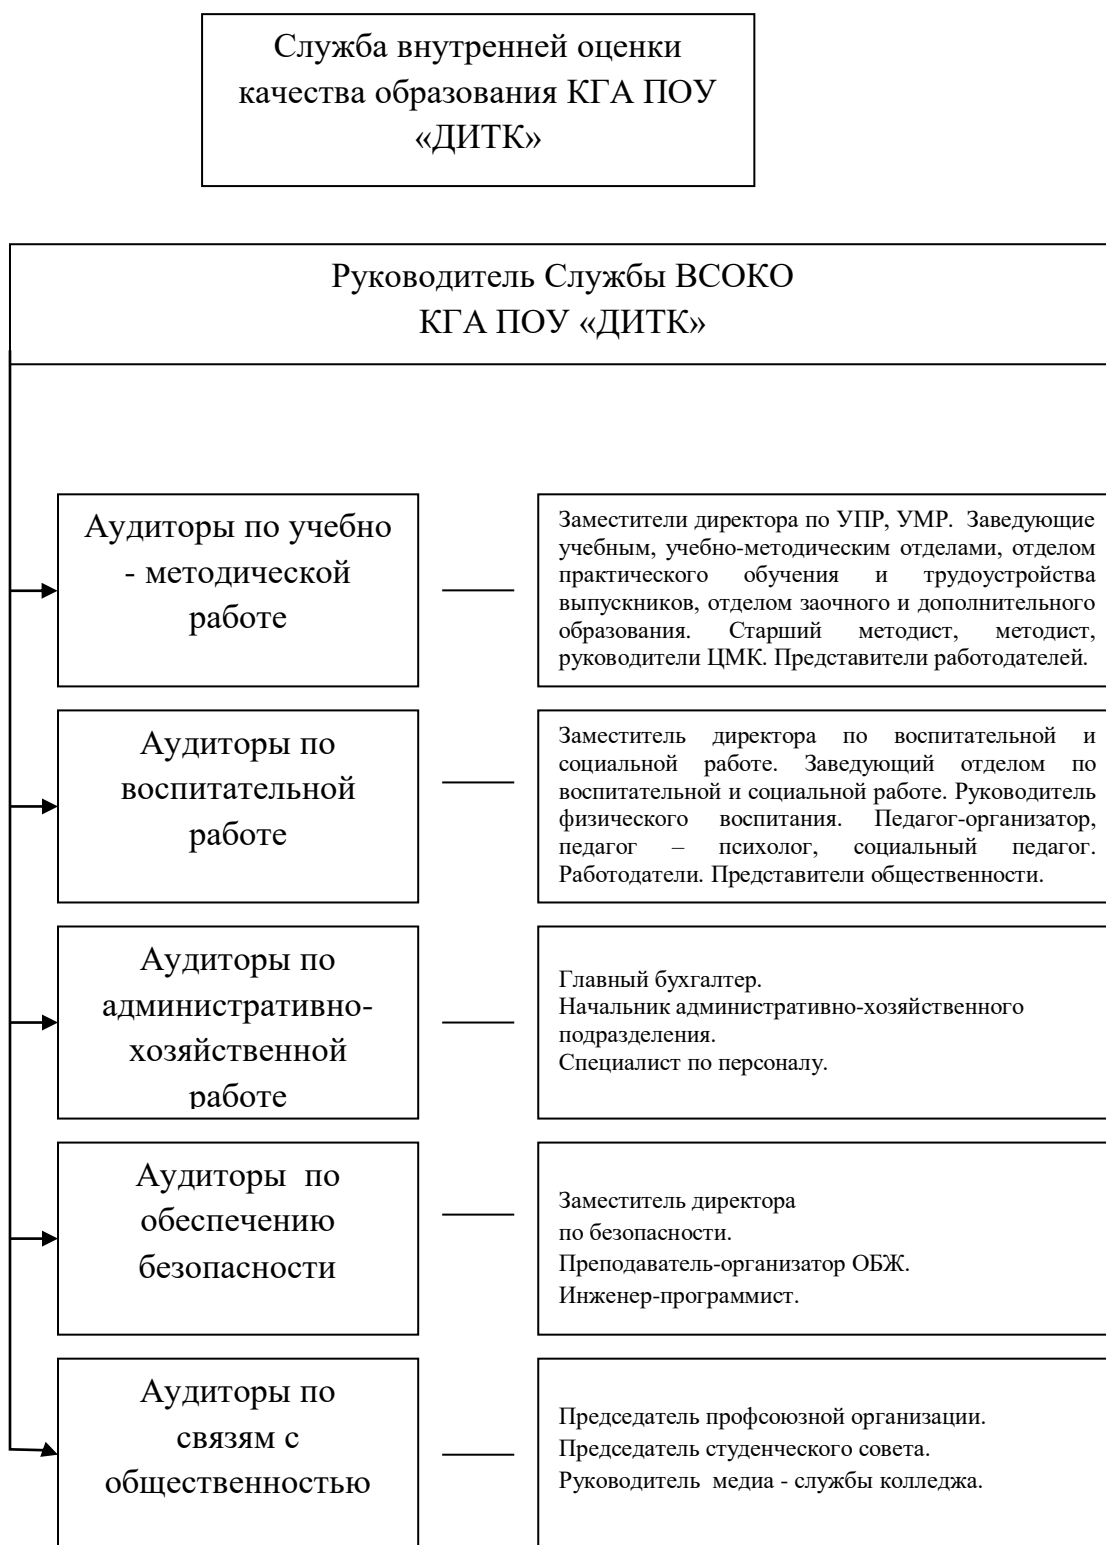 Служба внутренней оценки
качества образования КГА ПОУ
«ДИТК»
Руководитель Службы ВСОКО
КГА ПОУ «ДИТК»
Аудиторы по учебно
- методической
работе
Заместители директора по УПР, УМР. Заведующие
учебным, учебно-методическим отделами, отделом
практического обучения и трудоустройства
выпускников, отделом заочного и дополнительного
образования. Старший методист, методист,
руководители ЦМК. Представители работодателей.
Аудиторы по
воспитательной
работе
Заместитель директора по воспитательной и
социальной работе. Заведующий отделом по
воспитательной и социальной работе. Руководитель
физического воспитания. Педагог-организатор,
педагог – психолог, социальный педагог.
Работодатели. Представители общественности.
Аудиторы по
административно-
хозяйственной
работе
Главный бухгалтер.
Начальник административно-хозяйственного
подразделения.
Специалист по персоналу.
Аудиторы по
обеспечению
безопасности
Заместитель директора
по безопасности.
Преподаватель-организатор ОБЖ.
Инженер-программист.
Аудиторы по
связям с
общественностью
Председатель профсоюзной организации.
Председатель студенческого совета.
Руководитель медиа - службы колледжа.